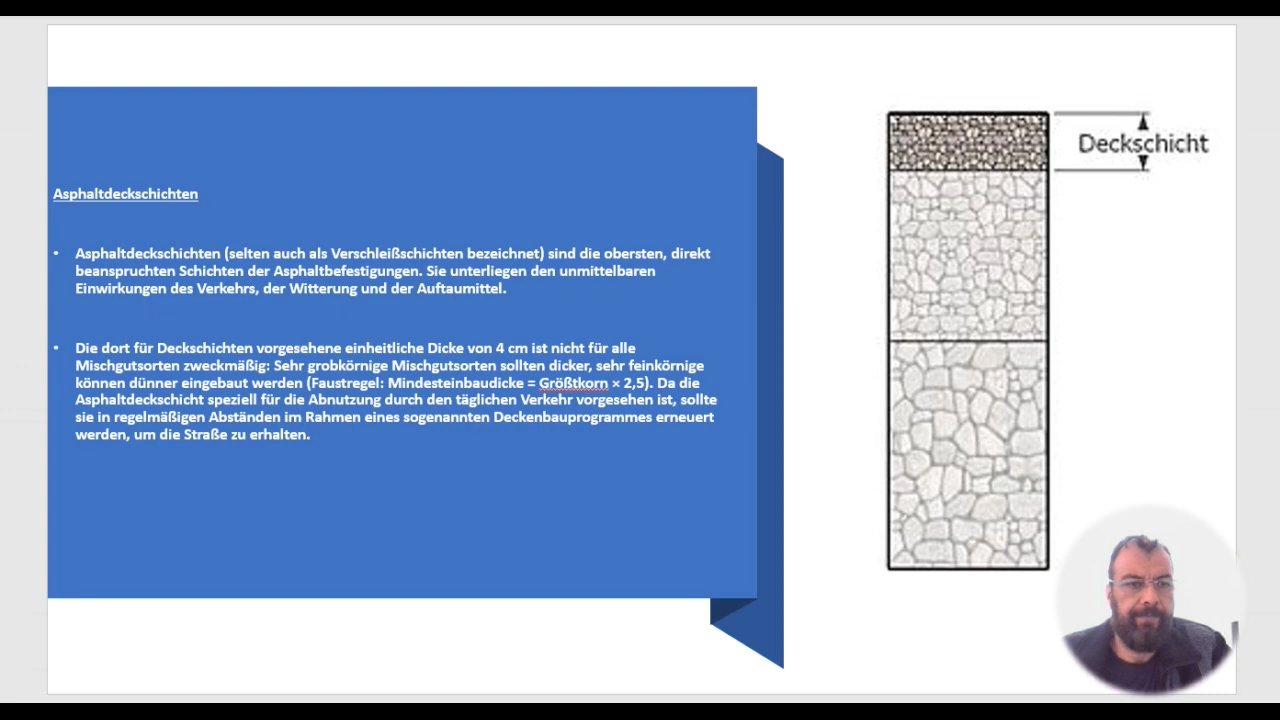 Asphaltdeckschichten
• Asphaltdeckschichten (selten auch als Verschleißschichten bezeichnet) sind die obersten, direkt
beanspruchten Schichten der Asphaltbefestigungen. Sie unterliegen den unmittelbaren
Einwirkungen des Verkehrs, der Witterung und der Auftaumittel.
• Die dort für Deckschichten vorgesehene einheitliche Dicke von 4 cm ist nicht für alle
Mischgutsorten zweckmäßig: Sehr grobkörnige Mischgutsorten sollten dicker, sehr feinkörnige
können dünner eingebaut werden (Faustregel: Mindesteinbaudicke = Größtkorn × 2,5). Da die
Asphaltdeckschicht speziell für die Abnutzung durch den täglichen Verkehr vorgesehen ist, sollte
sie in regelmäßigen Abständen im Rahmen eines sogenannten Deckenbauprogrammes erneuert
werden, um die Straße zu erhalten.
Deckschicht